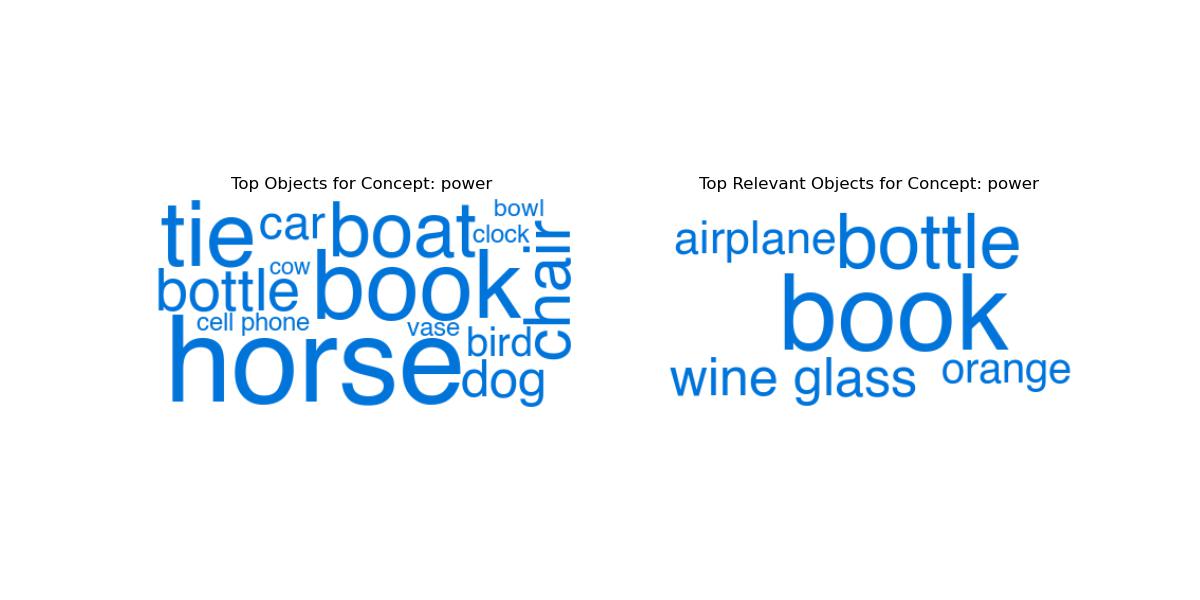 Top Objects for Concept: power
tie car boat bowl
clock
chair
bottle cow book
cell phone vase
horse bird
dog
Top Relevant Objects for Concept: power
airplane bottle
book
wine glass orange